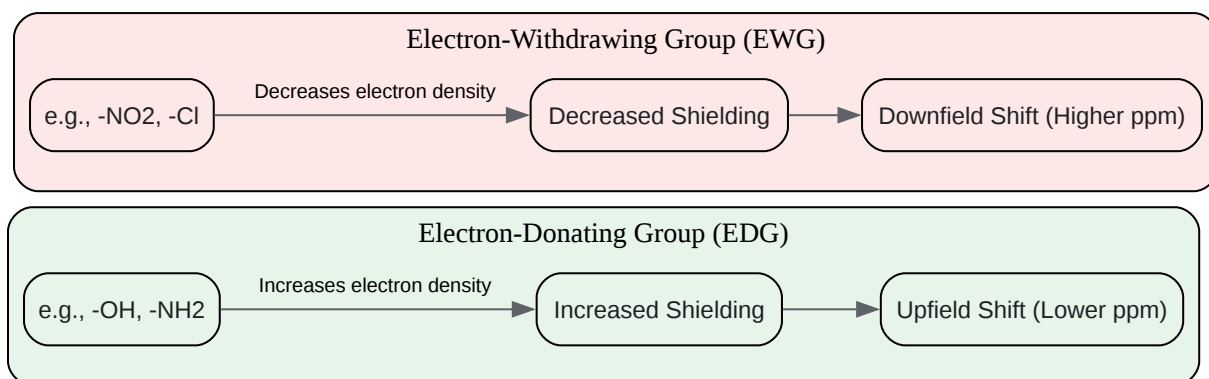 Electron-Withdrawing Group (EWG)
Decreases electron density
e.g., -NO2, -Cl
Decreased Shielding
Downfield Shift (Higher ppm)
Electron-Donating Group (EDG)
Increases electron density
e.g., -OH, -NH2
Increased Shielding
Upfield Shift (Lower ppm)